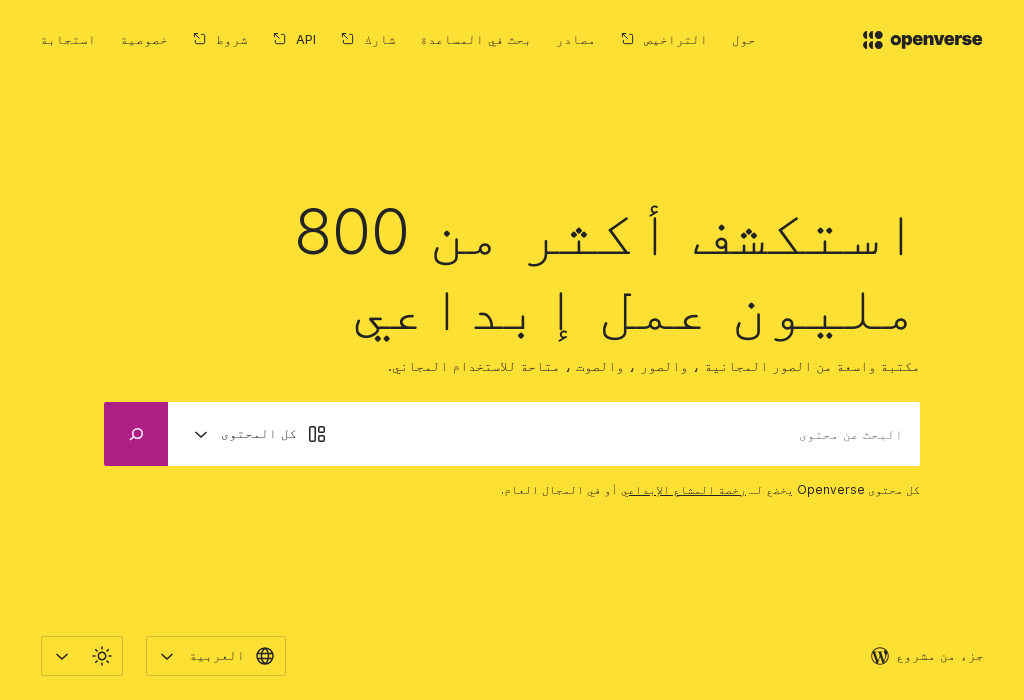 openverse
حول
التراخيص
مصادر
بحث في المساعدة
شارك
API
شروط
خصوصية
استجابة
استكشف أكثر من 800
مليون عمل إبداعي
مكتبة واسعة من الصور المجانية ، والصور ، والصوت ، متاحة للاستخدام المجاني.
البحث عن محتوى
كل المحتوى
كل محتوى Openverse يخضع لـ رخصة المشاع الإبداعي أو في المجال العام.
جزء من مشروع
العربية